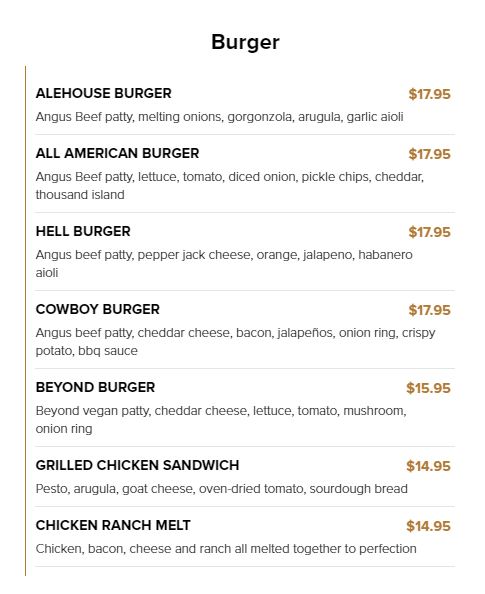 Burger
ALEHOUSE BURGER $17.95
Angus Beef patty, melting onions, gorgonzola, arugula, garlic aioli
ALL AMERICAN BURGER $17.95
Angus Beef patty, lettuce, tomato, diced onion, pickle chips, cheddar,
thousand island
HELL BURGER $17.95
Angus beef patty, pepper jack cheese, orange, jalapeno, habanero
aioli
COWBOY BURGER $17.95
Angus beef patty, cheddar cheese, bacon, jalapeños, onion ring, crispy
potato, bbq sauce
BEYOND BURGER $15.95
Beyond vegan patty, cheddar cheese, lettuce, tomato, mushroom,
onion ring
GRILLED CHICKEN SANDWICH $14.95
Pesto, arugula, goat cheese, oven-dried tomato, sourdough bread
CHICKEN RANCH MELT $14.95
Chicken, bacon, cheese and ranch all melted together to perfection